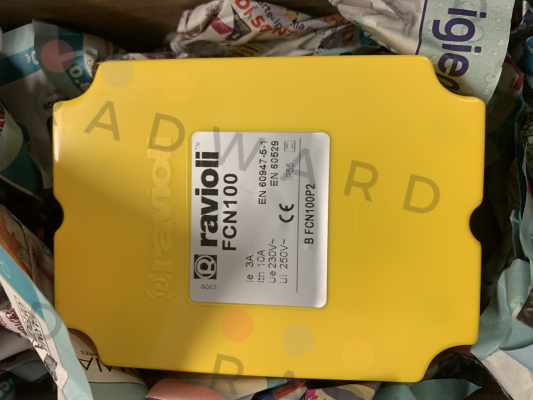 ravioli
FCN100
Ie 3A
Ith 10A
Ue 230V~
Ui 250V~
EN 60947-5-1
EN 60529
CE
B FCN100P2
ravioli
igie
ADWARD